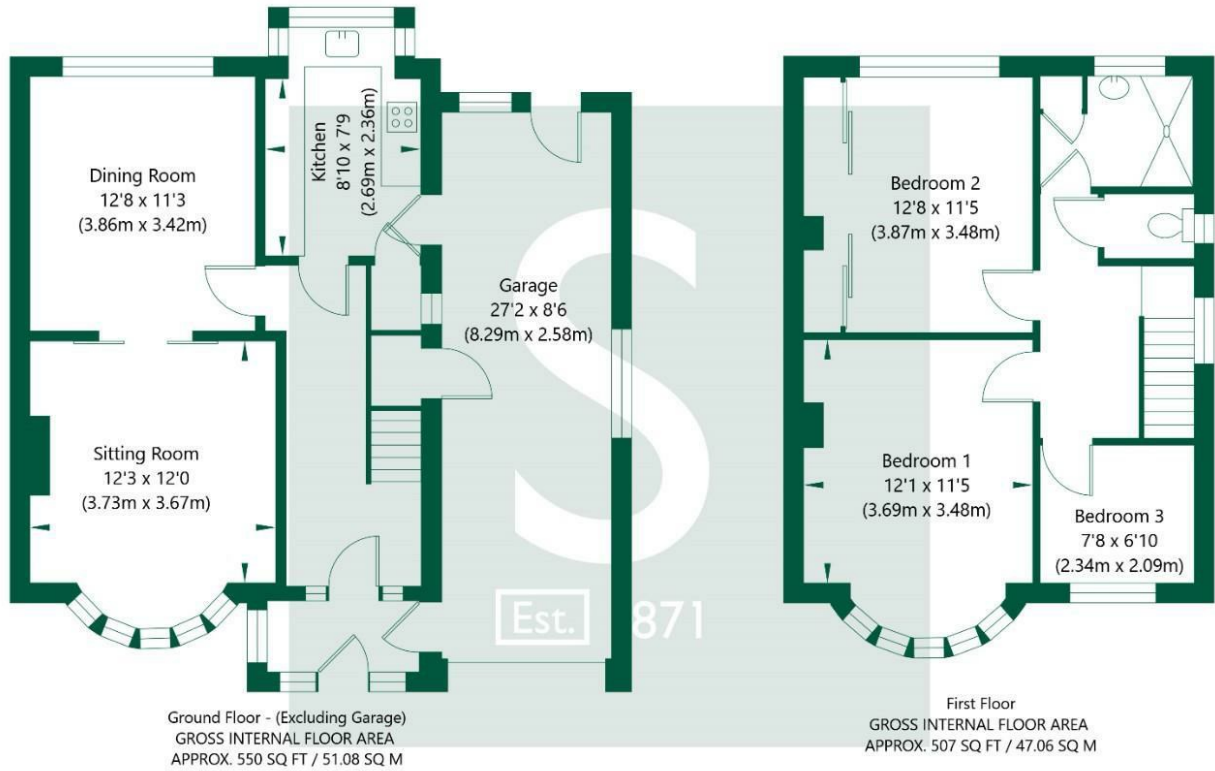 Dining Room
12'8 x 11'3
(3.86m x 3.42m)
Kitchen
8'10 x 7'9
(2.69m x 2.36m)
Garage
27'2 x 8'6
(8.29m x 2.58m)
Sitting Room
12'3 x 12'0
(3.73m x 3.67m)
Bedroom 2
12'8 x 11'5
(3.87m x 3.48m)
Bedroom 1
12'1 x 11'5
(3.69m x 3.48m)
Bedroom 3
7'8 x 6'10
(2.34m x 2.09m)
S
Est. 871
Ground Floor - (Excluding Garage)
GROSS INTERNAL FLOOR AREA
APPROX. 550 SQ FT / 51.08 SQ M
First Floor
GROSS INTERNAL FLOOR AREA
APPROX. 507 SQ FT / 47.06 SQ M